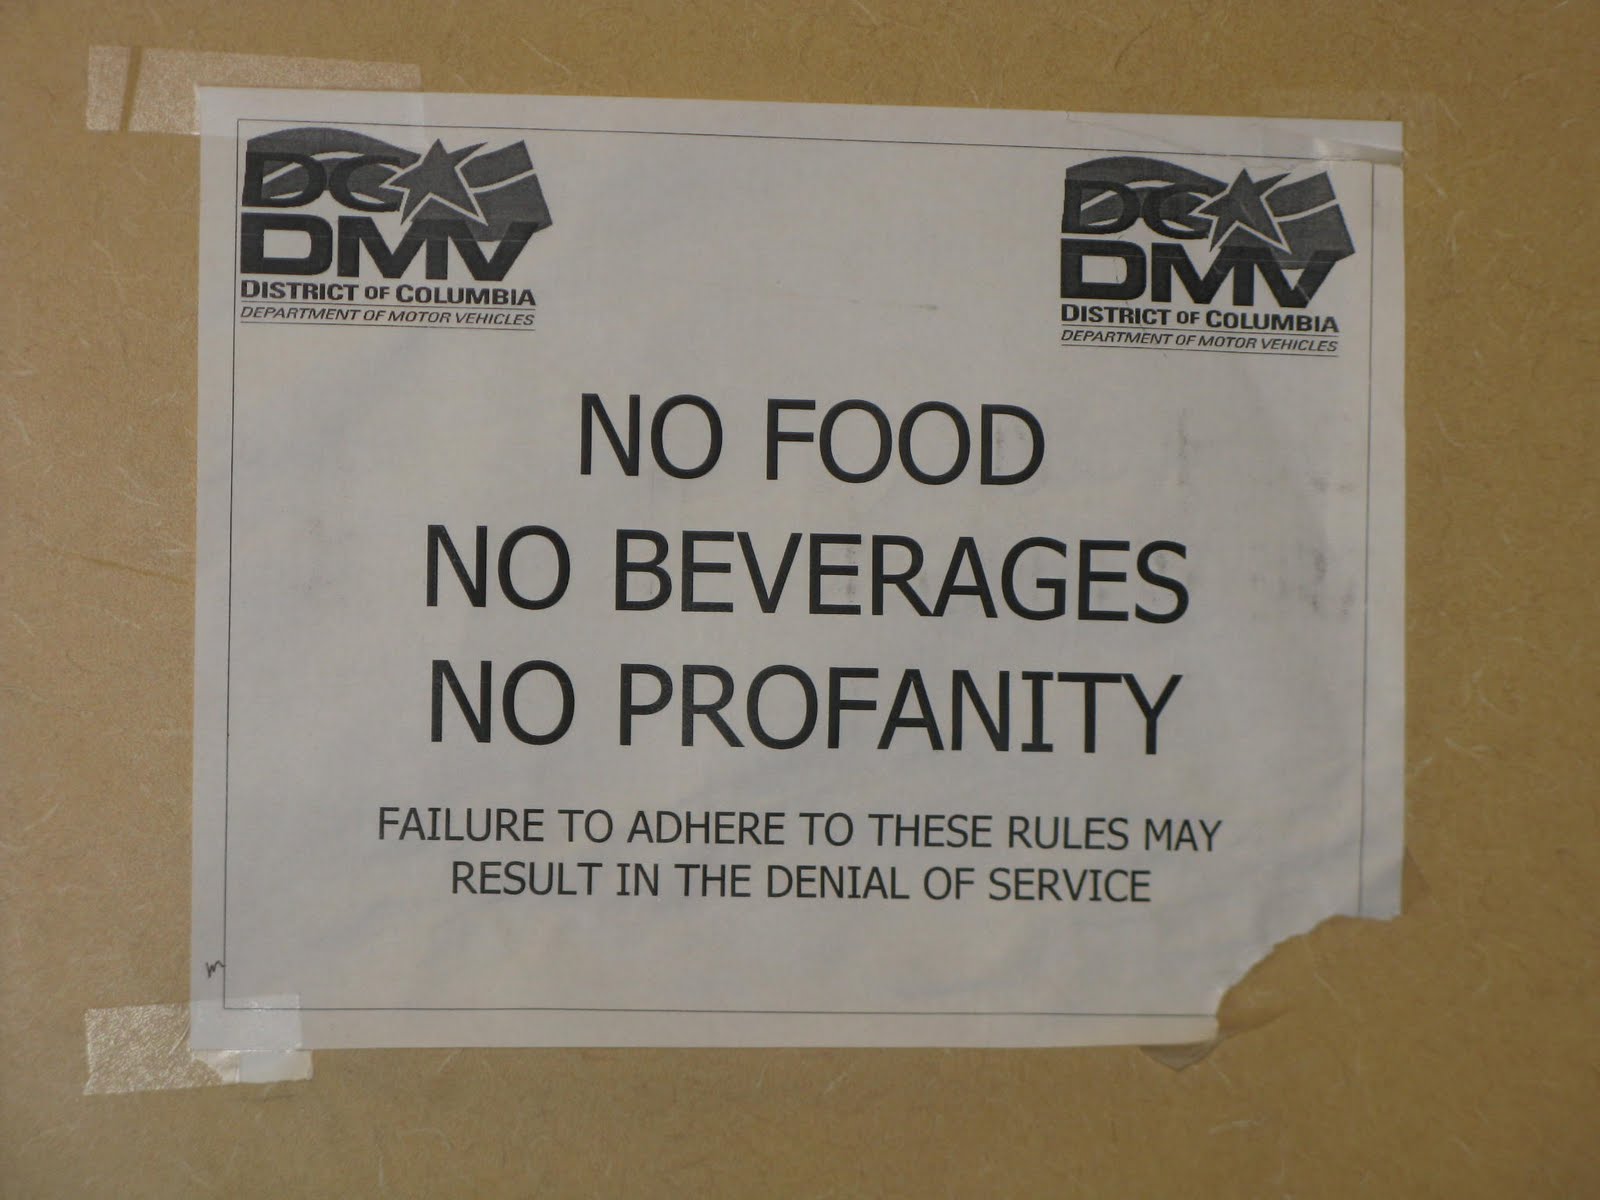 DC
DMV
DISTRICT OF COLUMBIA
DEPARTMENT OF MOTOR VEHICLES
DC
DMV
DISTRICT OF COLUMBIA
DEPARTMENT OF MOTOR VEHICLES
NO FOOD
NO BEVERAGES
NO PROFANITY
FAILURE TO ADHERE TO THESE RULES MAY
RESULT IN THE DENIAL OF SERVICE